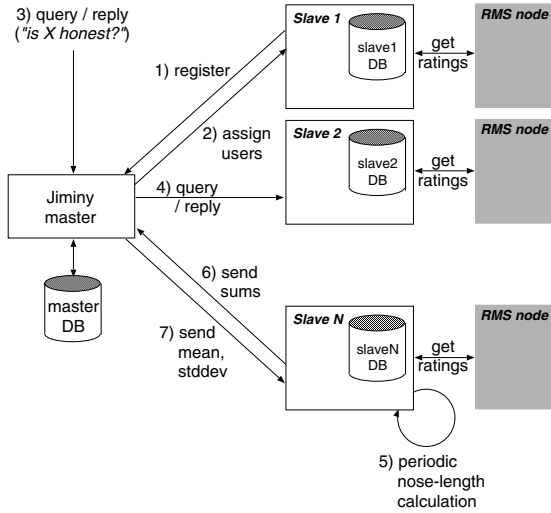 3) query / reply
("is X honest?")
Slave 1
slave1
DB
get
ratings
RMS node
1) register
2) assign
users
Slave 2
slave2
DB
get
ratings
RMS node
Jiminy
master
4) query
/ reply
master
DB
6) send
sums
7) send
mean,
stddev
Slave N
slaveN
DB
get
ratings
RMS node
5) periodic
nose-length
calculation